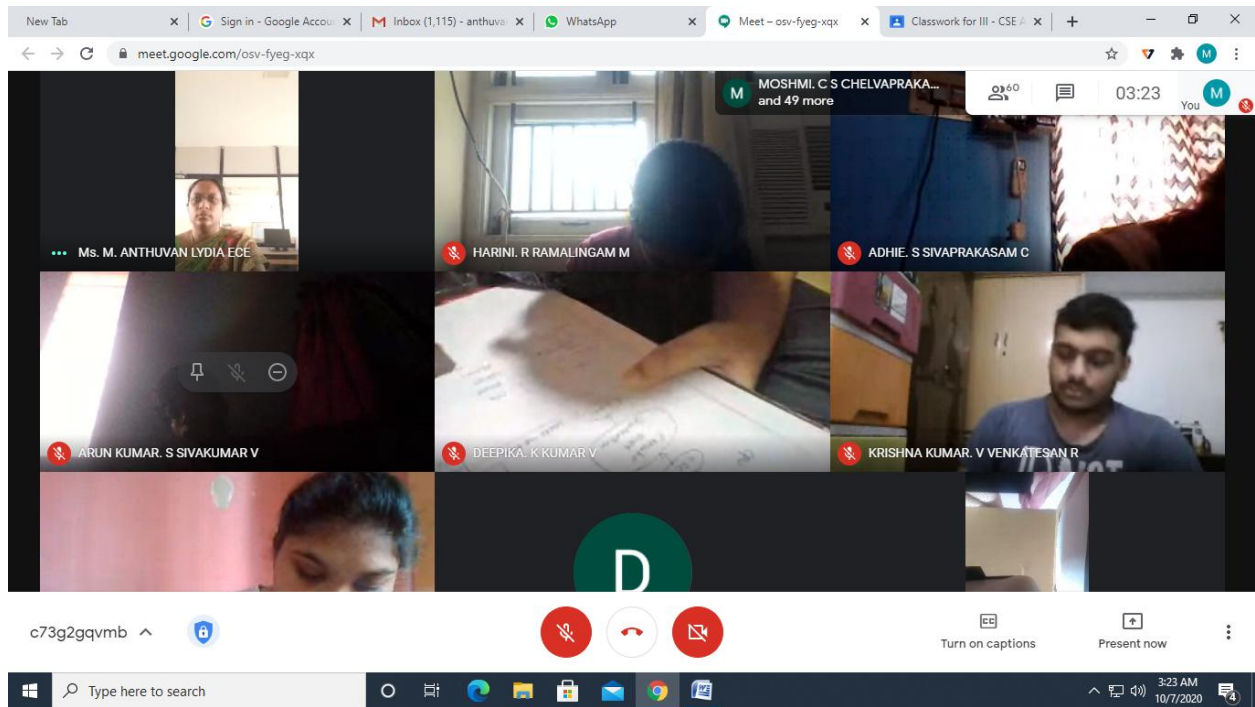 New Tab
Sign in - Google Accou
Inbox (1,115) - anthuva
WhatsApp
Meet – osv-fyeg-xqx
Classwork for III - CSE A
meet.google.com/osv-fyeg-xqx
M
M
MOSHMI. C S CHELVAPRAKA...
and 49 more
60
03:23
You
M
Ms. M. ANTHUVAN LYDIA ECE
HARINI. R RAMALINGAM M
ADHIE. S SIVAPRAKASAM C
ARUN KUMAR. S SIVAKUMAR V
DEEPIKA. K KUMAR V
KRISHNA KUMAR. V VENKATESAN R
D
c73g2gqvmb
CC
Turn on captions
Present now
Type here to search
3:23 AM
10/7/2020
4